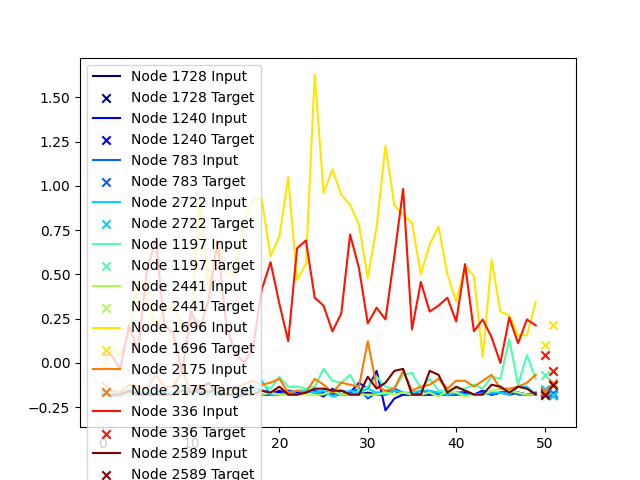 1.50
1.25
1.00
0.75
0.50
0.25
0.00
−0.25
0
10
20
30
40
50
Node 1728 Input
Node 1728 Target
Node 1240 Input
Node 1240 Target
Node 783 Input
Node 783 Target
Node 2722 Input
Node 2722 Target
Node 1197 Input
Node 1197 Target
Node 2441 Input
Node 2441 Target
Node 1696 Input
Node 1696 Target
Node 2175 Input
Node 2175 Target
Node 336 Input
Node 336 Target
Node 2589 Input
Node 2589 Target